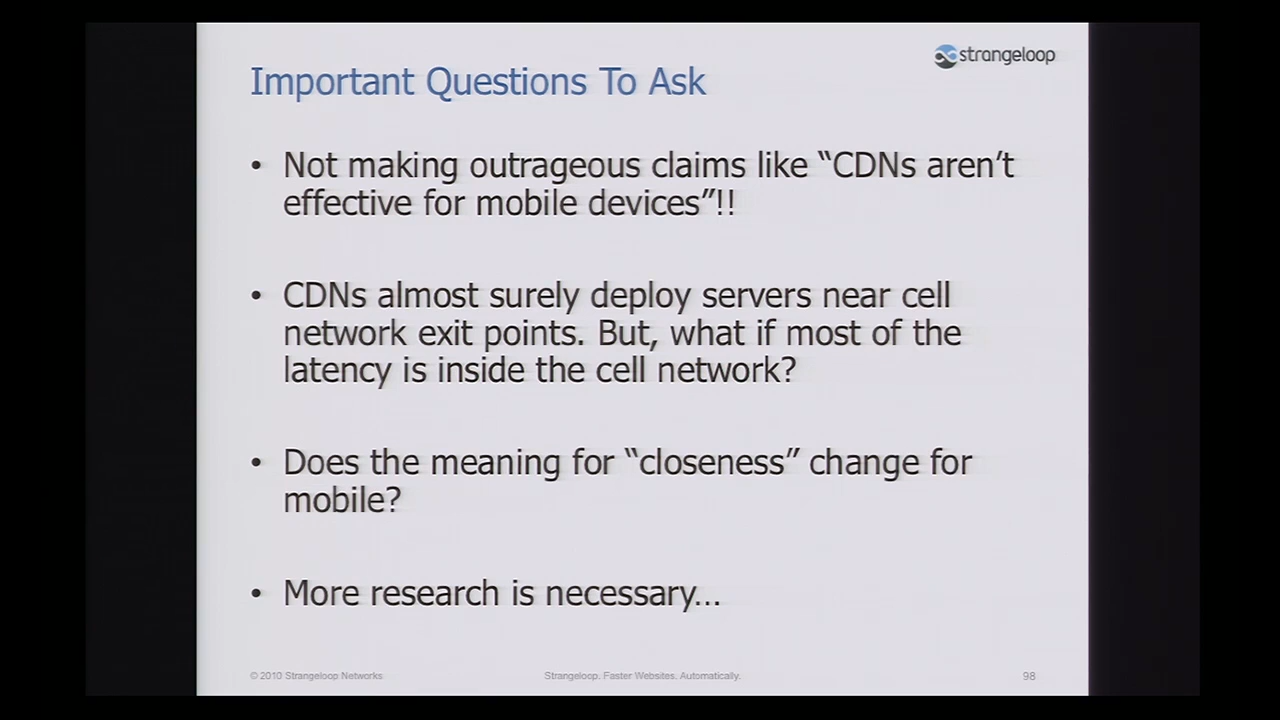 strangeloop
Important Questions To Ask
• Not making outrageous claims like “CDNs aren’t
effective for mobile devices”!!
• CDNs almost surely deploy servers near cell
network exit points. But, what if most of the
latency is inside the cell network?
• Does the meaning for “closeness” change for
mobile?
• More research is necessary…
© 2010 Strangeloop Networks
Strangeloop. Faster Websites. Automatically.
98